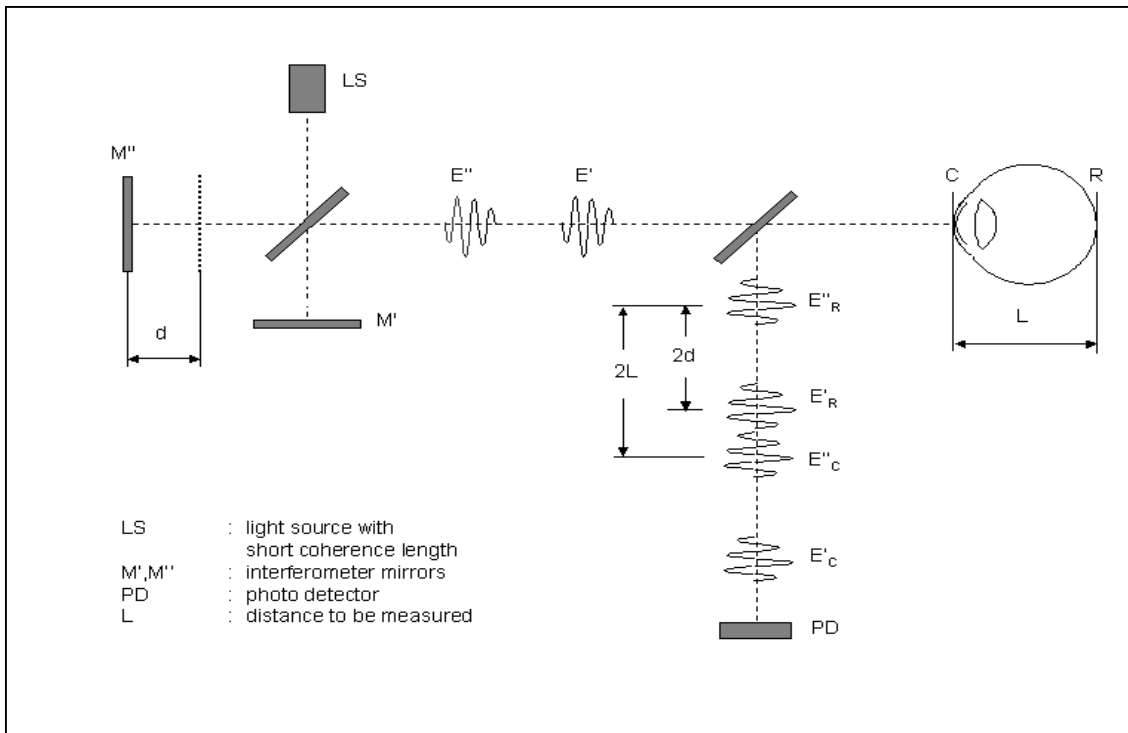 LS
M"
E"
E'
C
R
M'
d
L
E"R
2d
2L
E'R
E"C
E'C
PD
LS : light source with
short coherence length
M',M" : interferometer mirrors
PD : photo detector
L : distance to be measured